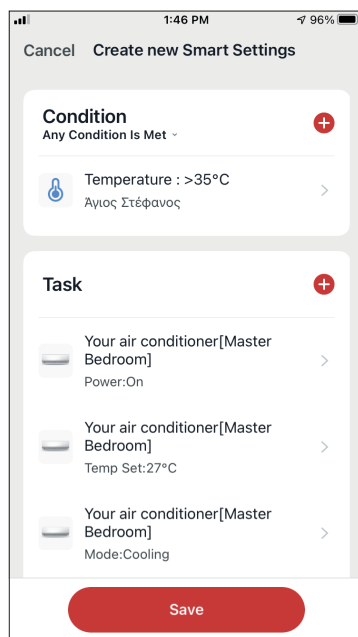 1:46 PM
96%
Cancel Create new Smart Settings
Condition
Any Condition Is Met
Temperature : >35°C
Άγιος Στέφανος
Task
Your air conditioner[Master
Bedroom]
Power:On
Your air conditioner[Master
Bedroom]
Temp Set:27°C
Your air conditioner[Master
Bedroom]
Mode:Cooling
Save